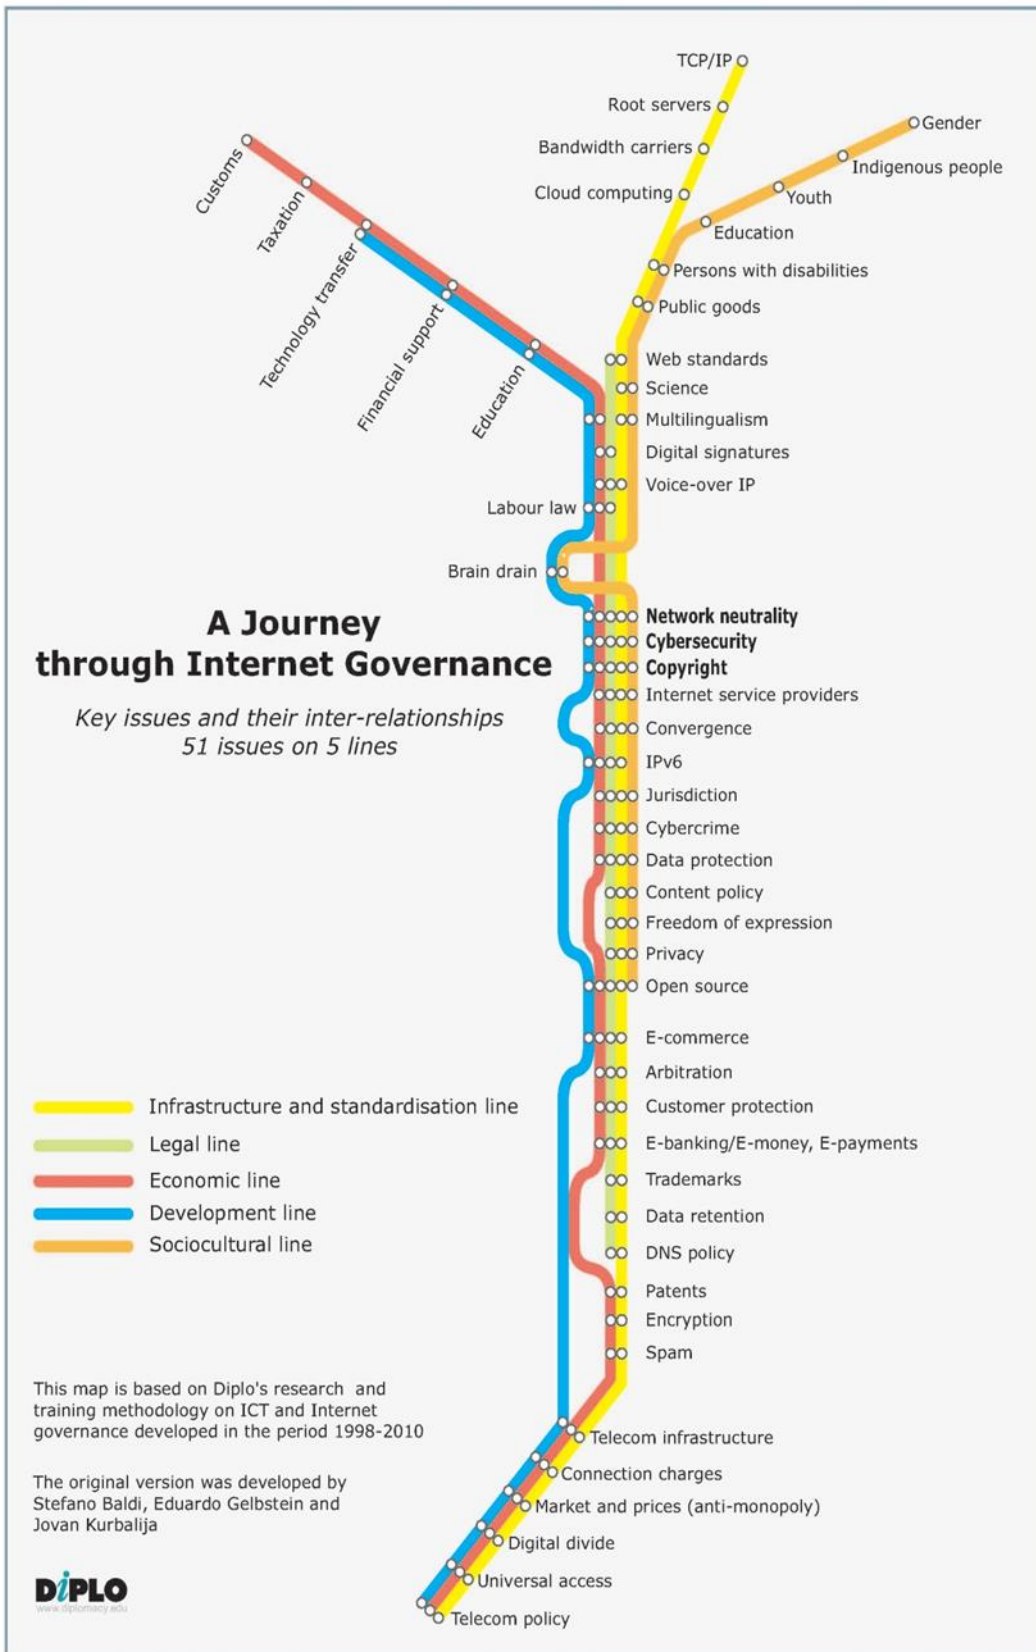 TCP/IP
Root servers
Bandwidth carriers
Cloud computing
Gender
Indigenous people
Youth
Education
Persons with disabilities
Public goods
Customs
Taxation
Technology transfer
Financial support
Education
Web standards
Science
Multilingualism
Digital signatures
Voice-over IP
Labour law
Brain drain
A Journey
through Internet Governance
Key issues and their inter-relationships
51 issues on 5 lines
Network neutrality
Cybersecurity
Copyright
Internet service providers
Convergence
IPv6
Jurisdiction
Cybercrime
Data protection
Content policy
Freedom of expression
Privacy
Open source
E-commerce
Arbitration
Customer protection
E-banking/E-money, E-payments
Trademarks
Data retention
DNS policy
Patents
Encryption
Spam
Infrastructure and standardisation line
Legal line
Economic line
Development line
Sociocultural line
Telecom infrastructure
Connection charges
Market and prices (anti-monopoly)
Digital divide
Universal access
Telecom policy
This map is based on Diplo's research and
training methodology on ICT and Internet
governance developed in the period 1998-2010
The original version was developed by
Stefano Baldi, Eduardo Gelbstein and
Jovan Kurbalija
DiPLO
www.diplomacy.edu